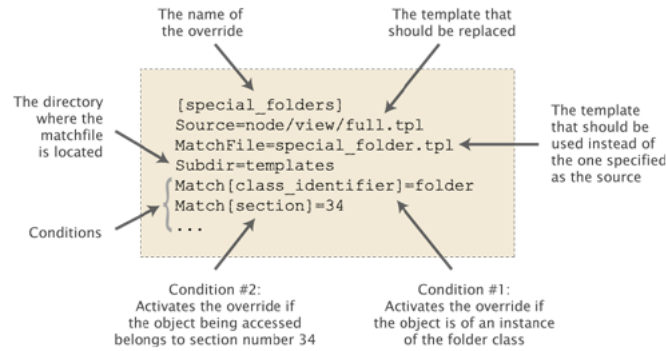 The name of
the override
The template that
should be replaced
The directory
where the
matchfile
is located
[special_folders]
Source=node/view/full.tpl
MatchFile=special_folder.tpl
Subdir=templates
Match[class_identifier]=folder
Match[section]=34
...
The template
that should be
used instead of
the one specified
as the source
Conditions
Condition #2:
Activates the override if
the object being accessed
belongs to section number 34
Condition #1:
Activates the override if
the object is of an instance
of the folder class